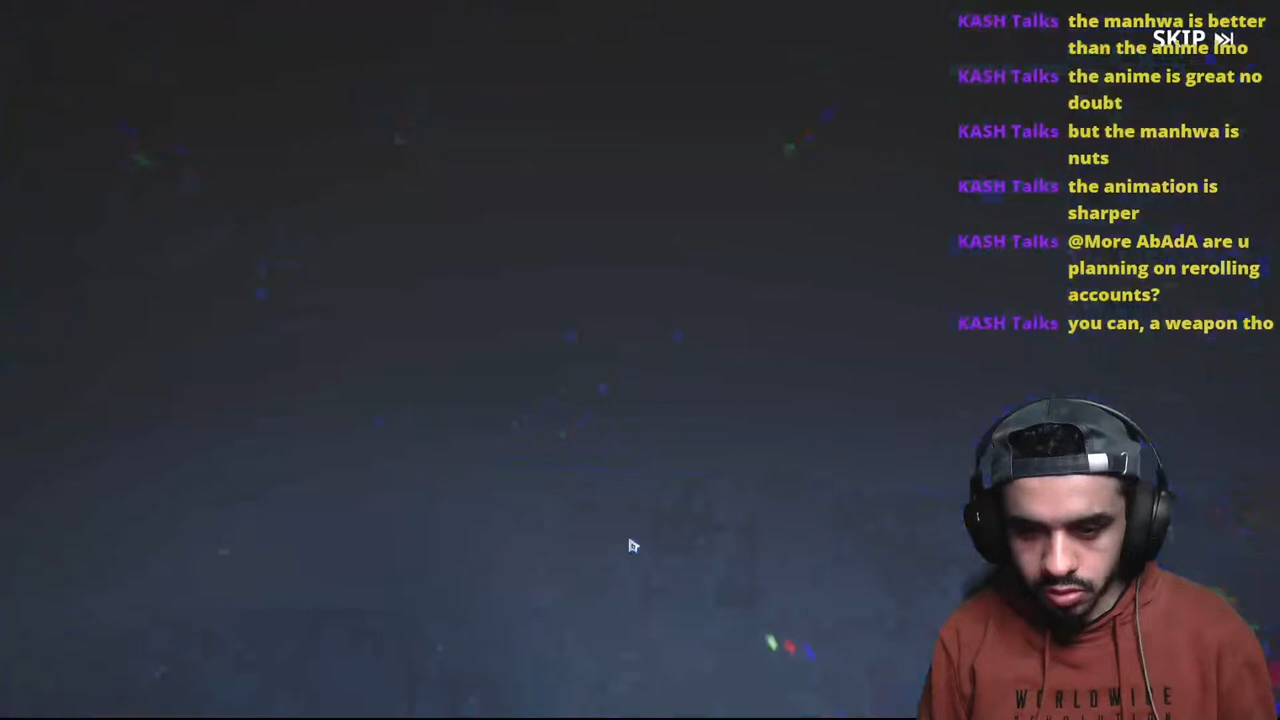 KASH Talks the manhwa is better
SKIP
than the anime imo
KASH Talks the anime is great no
doubt
KASH Talks but the manhwa is
nuts
KASH Talks the animation is
sharper
KASH Talks @More AbAdA are u
planning on rerolling
accounts?
KASH Talks you can, a weapon tho
WORLDWIDE